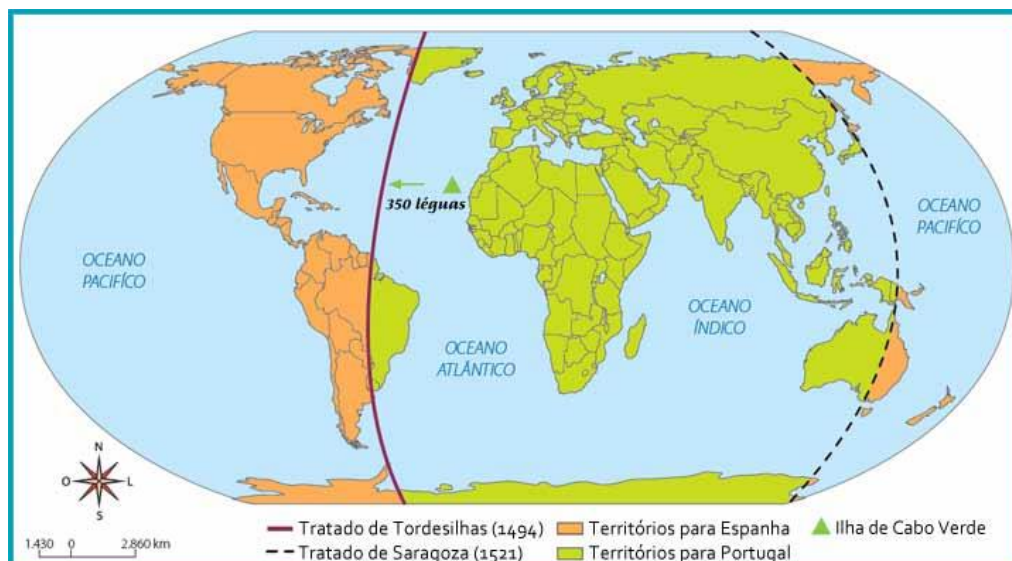 350 léguas
OCEANO
PACIFÍCO
OCEANO
PACIFÍCO
OCEANO
ATLÂNTICO
OCEANO
ÍNDICO
N
O
L
S
1.430 0 2.860 km
Tratado de Tordesilhas (1494)
Tratado de Saragoza (1521)
Territórios para Espanha
Territórios para Portugal
Ilha de Cabo Verde